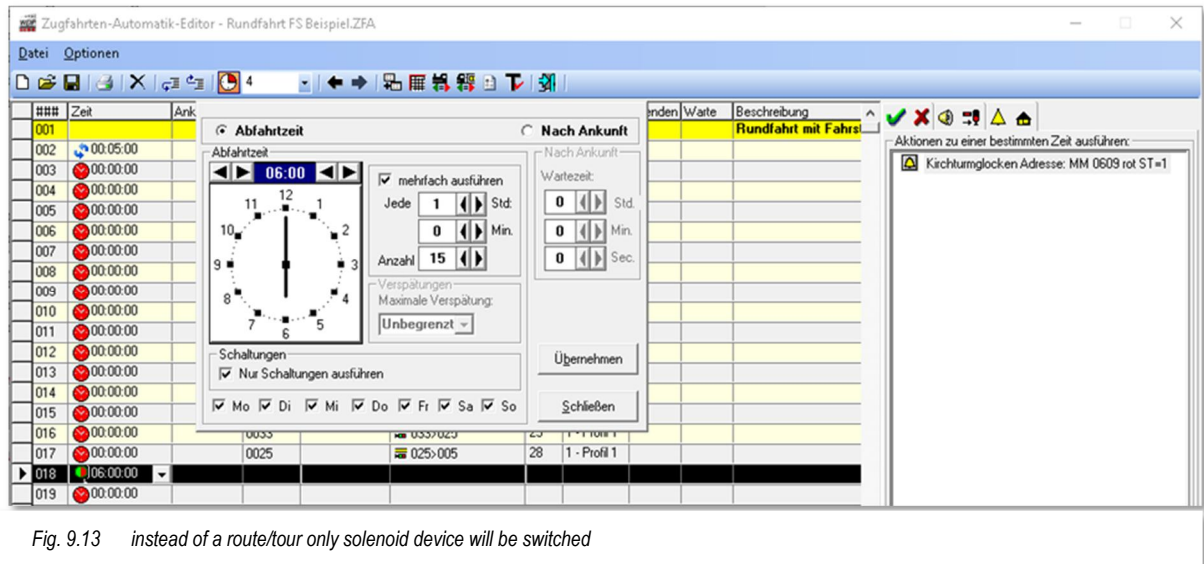 Zugfahrten-Automatik-Editor - Rundfahrt FS Beispiel.ZFA
Datei Optionen
4
### Zeit Ank enden Warte Beschreibung
001 Rundfahrt mit Fahrst
002 00:05:00
003 00:00:00
004 00:00:00
005 00:00:00
006 00:00:00
007 00:00:00
008 00:00:00
009 00:00:00
010 00:00:00
011 00:00:00
012 00:00:00
013 00:00:00
014 00:00:00
015 00:00:00
016 00:00:00 0033 033>025 25 1 - Profil 1
017 00:00:00 0025 025>005 28 1 - Profil 1
018 06:00:00
019 00:00:00
Abfahrtzeit Nach Ankunft
Abfahrtzeit
06:00
12
11 1
10 2
9 3
8 4
7 5
6
mehrfach ausführen
Jede 1 Std:
0 Min.
Anzahl 15
Verspätungen
Maximale Verspätung:
Unbegrenzt
Nach Ankunft
Wartezeit:
0 Std.
0 Min.
0 Sec.
Schaltungen
Nur Schaltungen ausführen
Mo Di Mi Do Fr Sa So
Übernehmen
Schließen
Aktionen zu einer bestimmten Zeit ausführen:
Kirchturmglocken Adresse: MM 0609 rot ST=1
Fig. 9.13 instead of a route/tour only solenoid device will be switched